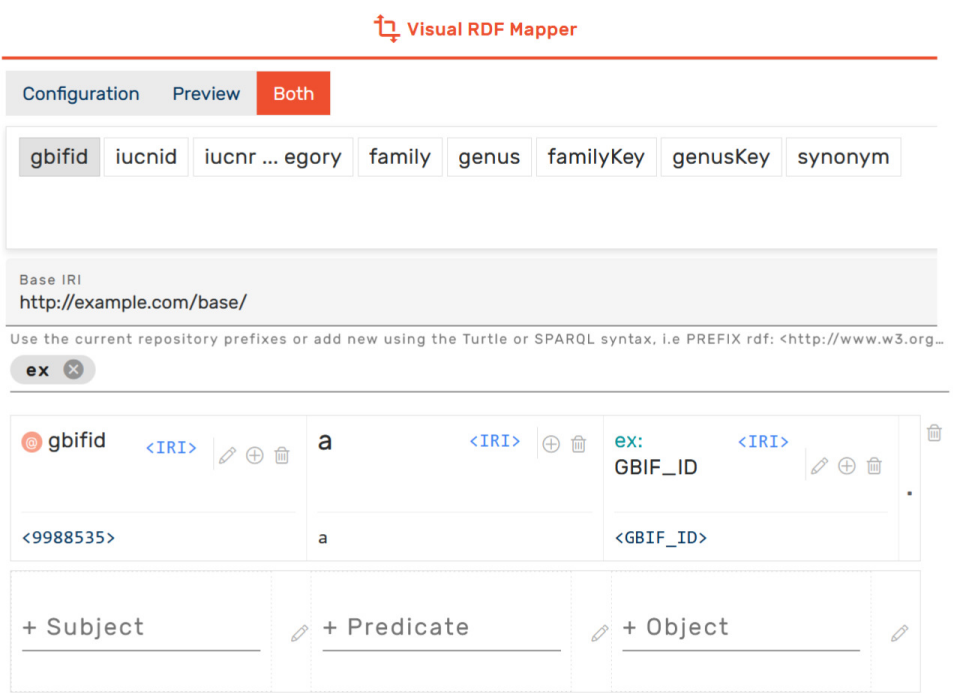 Visual RDF Mapper
Configuration Preview Both
gbifid iucnid iucnr ... egory family genus familyKey genusKey synonym
Base IRI
http://example.com/base/
Use the current repository prefixes or add new using the Turtle or SPARQL syntax, i.e PREFIX rdf: <http://www.w3.org…
ex
@ gbifid <IRI> a <IRI> ex: <IRI>
GBIF_ID
.
<9988535> a <GBIF_ID>
+ Subject + Predicate + Object